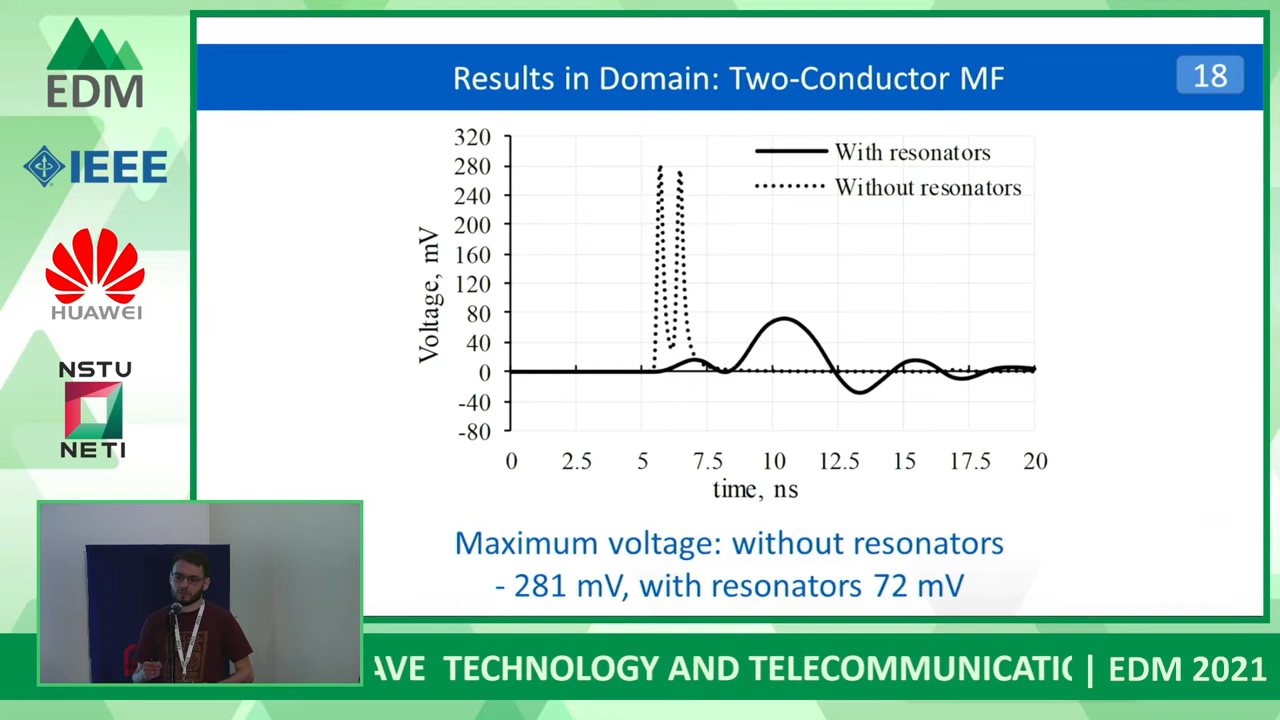 EDM
IEEE
HUAWEI
NSTU
NETI
Results in Domain: Two-Conductor MF
18
320
280
240
200
160
120
80
40
0
-40
-80
Voltage, mV
With resonators
Without resonators
0 2.5 5 7.5 10 12.5 15 17.5 20
time, ns
Maximum voltage: without resonators
- 281 mV, with resonators 72 mV
AVE TECHNOLOGY AND TELECOMMUNICATIC | EDM 2021